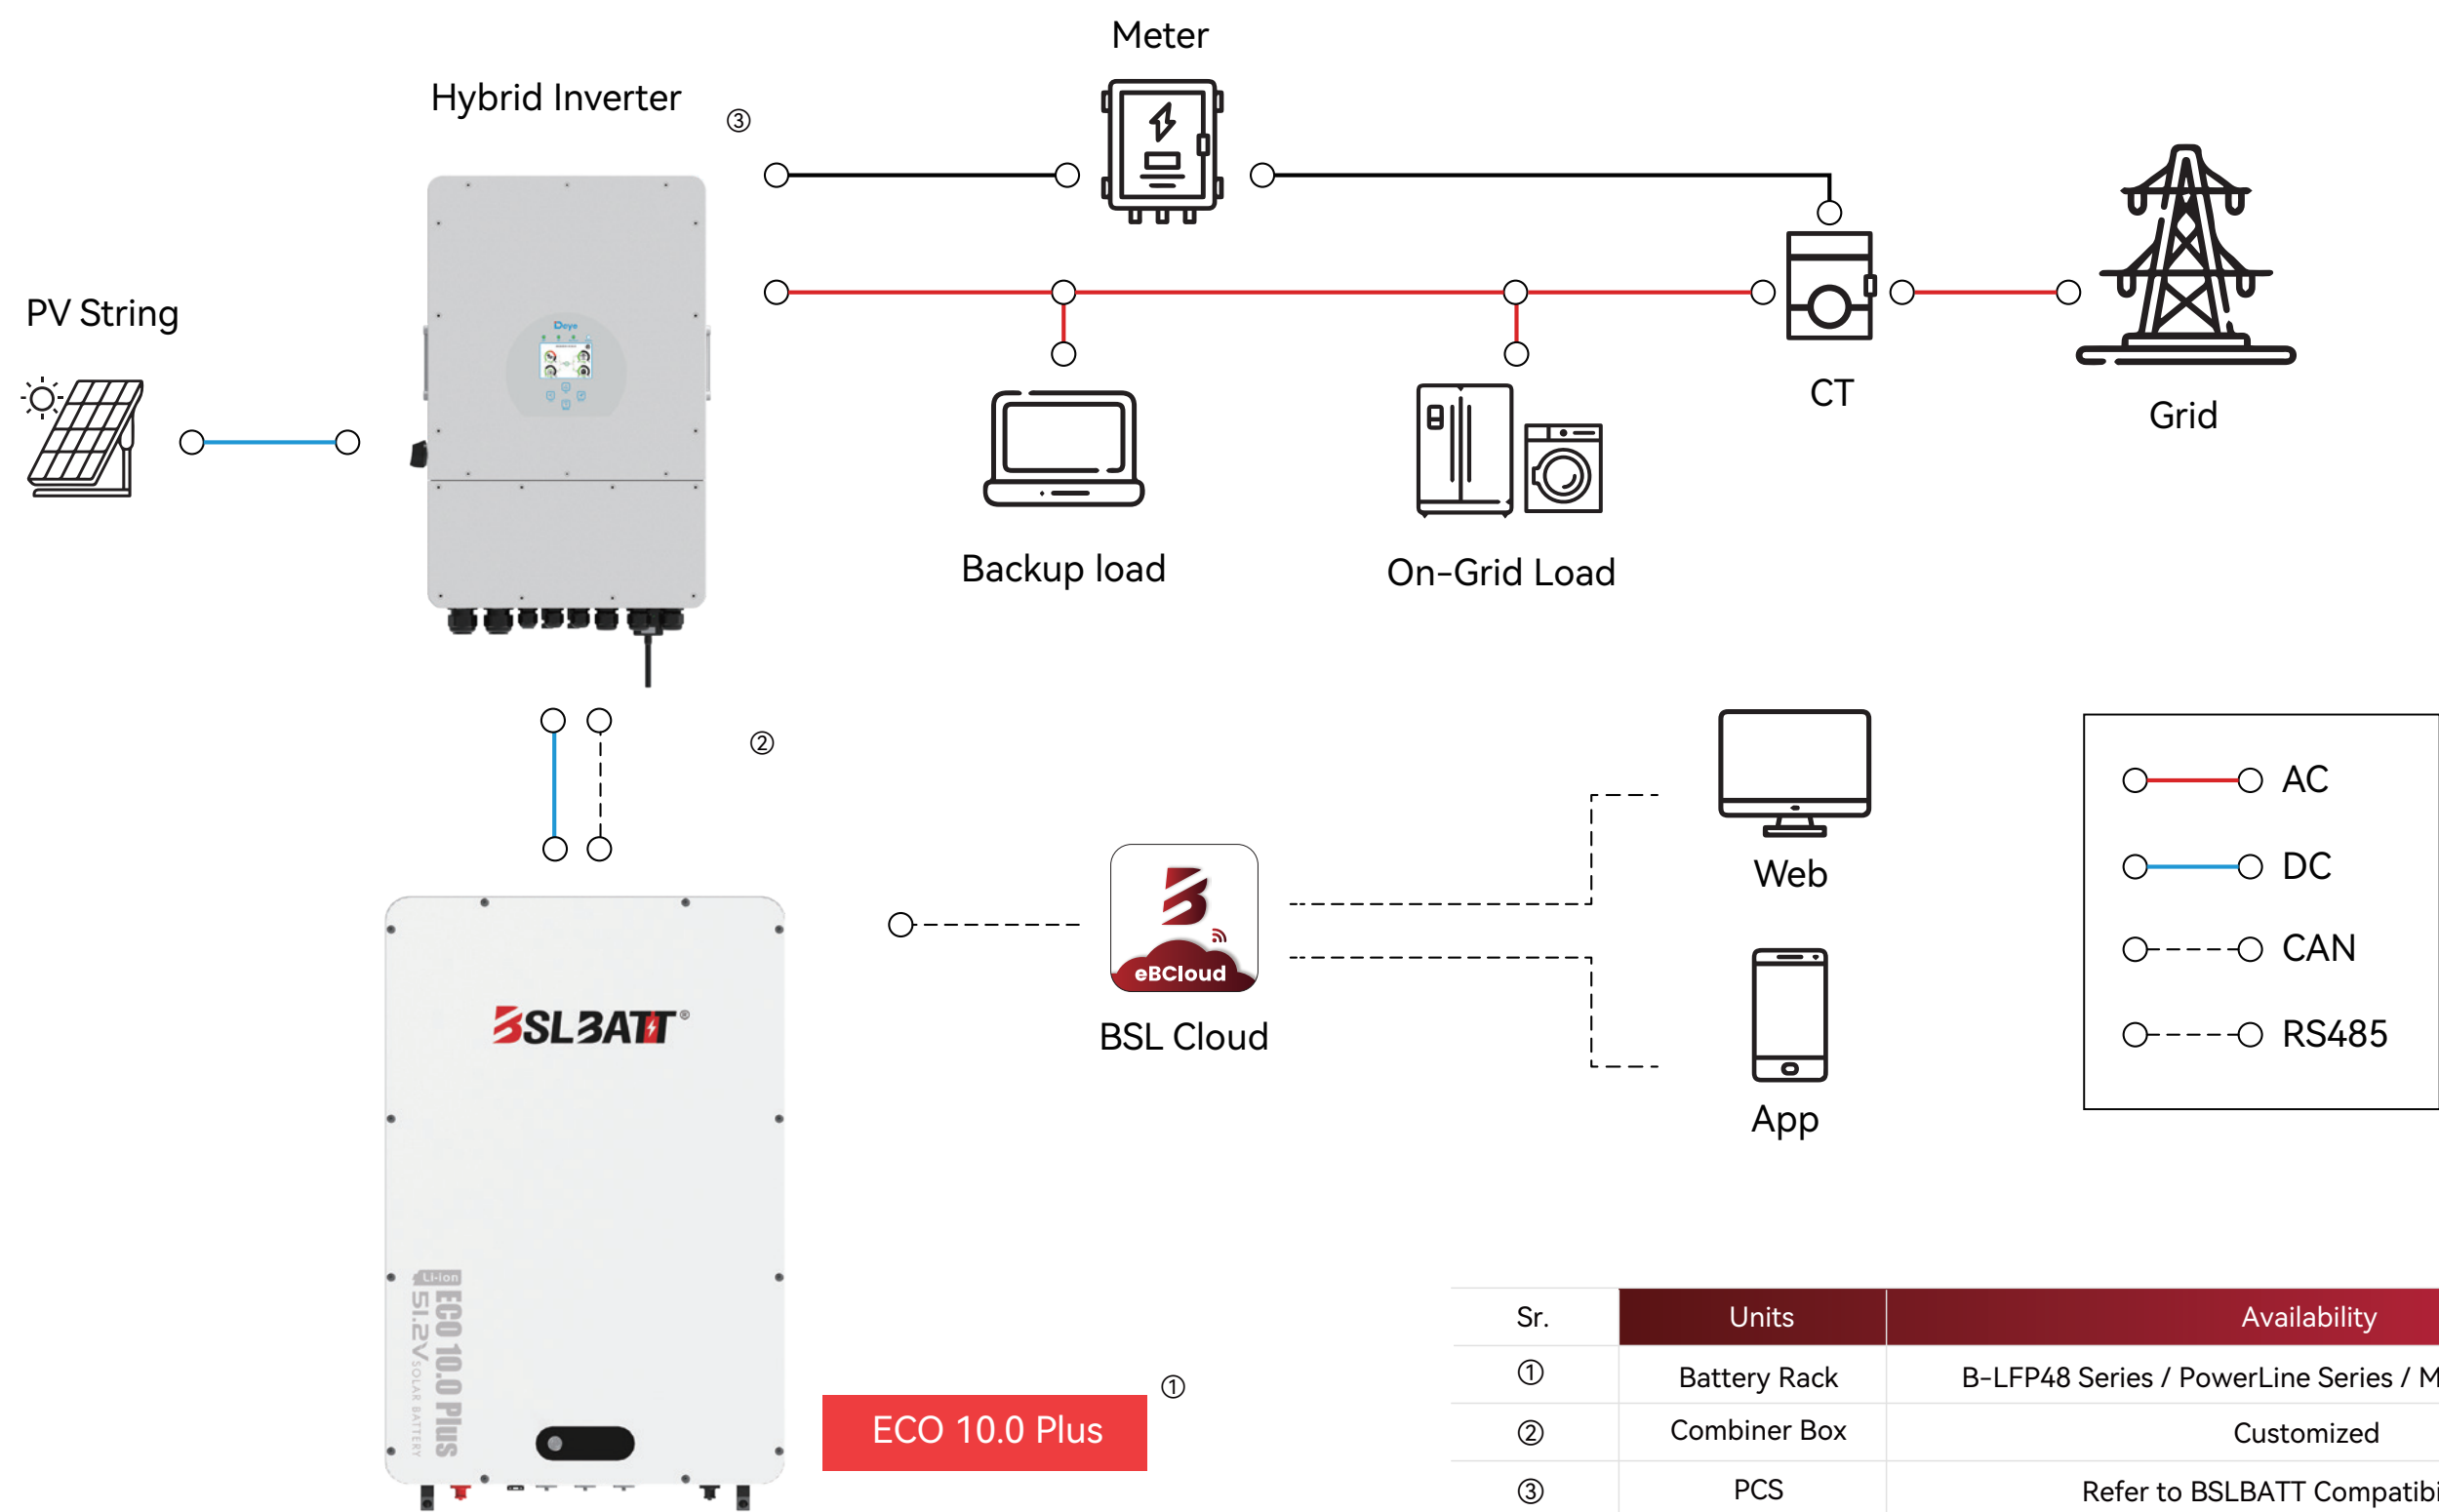 Meter
Hybrid Inverter
③
PV String
Deye
CT
Grid
Backup load
On-Grid Load
②
AC
DC
CAN
RS485
Web
eBCloud
BSL Cloud
App
BSLBATT®
Li-ion
ECO 10.0 Plus
51.2V SOLAR BATTERY
ECO 10.0 Plus
①
Sr. Units Availability
① Battery Rack B-LFP48 Series / PowerLine Series / M
② Combiner Box Customized
③ PCS Refer to BSLBATT Compatibi